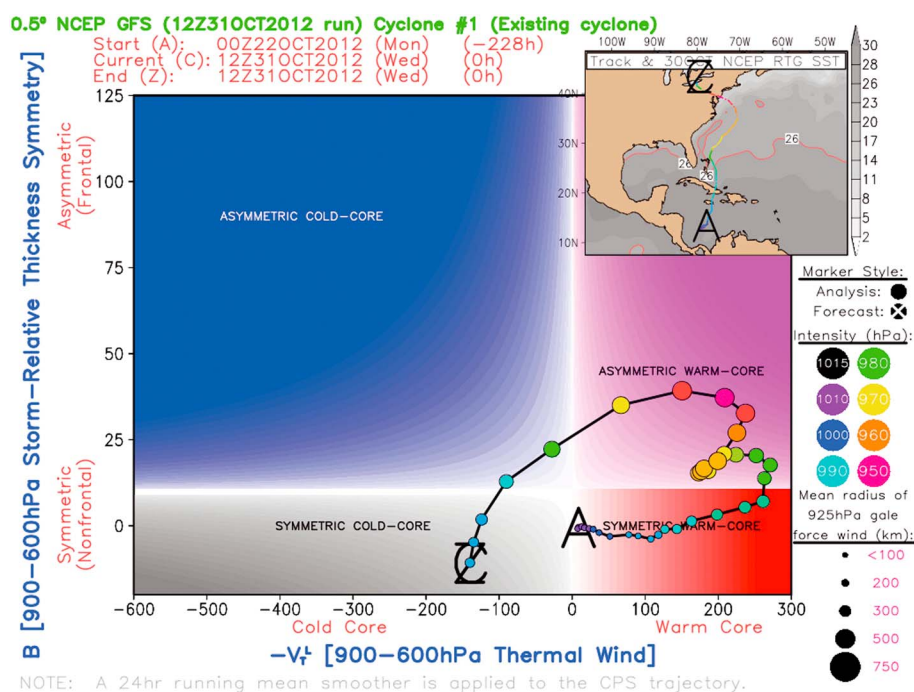 0.5° NCEP GFS (12Z31OCT2012 run) Cyclone #1 (Existing cyclone)
Start (A): 00Z22OCT2012 (Mon) (−228h)
Current (C): 12Z31OCT2012 (Wed) (0h)
End (Z): 12Z31OCT2012 (Wed) (0h)
100W 90W 80W 70W 60W 50W
Track & 30OCT NCEP RTG SST
40N
30N
20N
10N
26
26
26
Z
A
30
28
26
23
20
17
14
11
8
5
2
B [900−600hPa Storm−Relative Thickness Symmetry]
Asymmetric
(Frontal)
Symmetric
(Nonfrontal)
125
100
75
50
25
0
ASYMMETRIC COLD−CORE
ASYMMETRIC WARM−CORE
SYMMETRIC COLD−CORE
SYMMETRIC WARM−CORE
A
C
Z
−600 −500 −400 −300 −200 −100 0 100 200 300
Cold Core
Warm Core
−V_T^L [900−600hPa Thermal Wind]
Marker Style:
Analysis:
Forecast:
Intensity (hPa):
1015 980
1010 970
1000 960
990 950
Mean radius of
925hPa gale
force wind (km):
<100
200
300
500
750
NOTE: A 24hr running mean smoother is applied to the CPS trajectory.